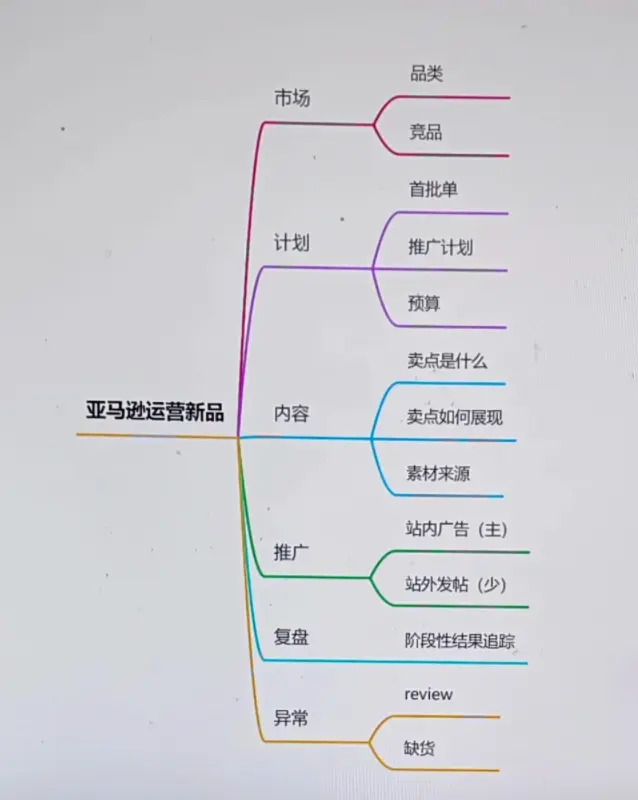 亚马逊运营新品
市场
品类
竞品
计划
首批单
推广计划
预算
内容
卖点是什么
卖点如何展现
素材来源
推广
站内广告（主）
站外发帖（少）
复盘
阶段性结果追踪
异常
review
缺货